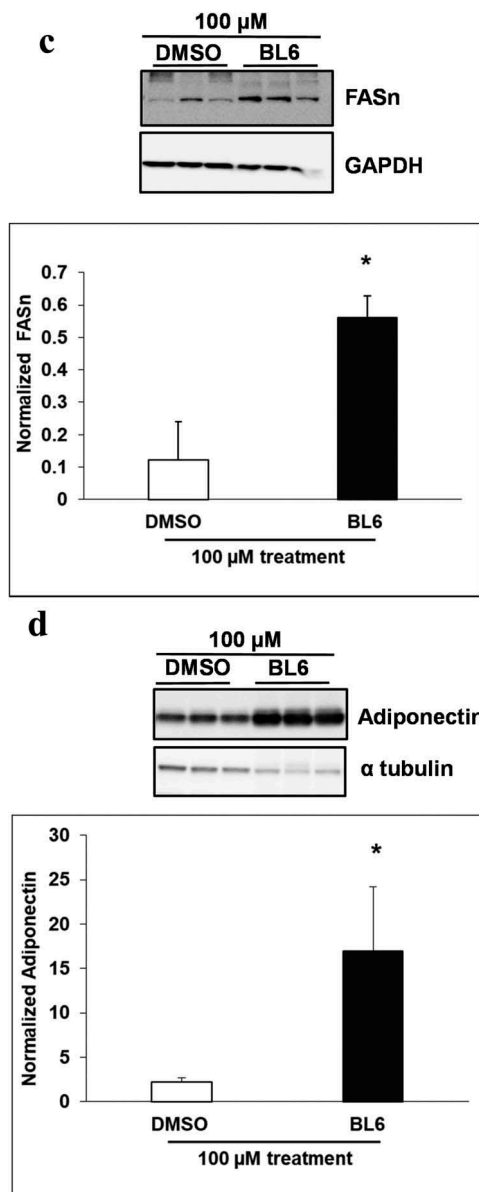 c
100 µM
DMSO BL6
FASn
GAPDH
Normalized FASn
0.7
0.6
0.5
0.4
0.3
0.2
0.1
0
*
DMSO BL6
100 µM treatment
d
100 µM
DMSO BL6
Adiponectin
α tubulin
Normalized Adiponectin
30
25
20
15
10
5
0
*
DMSO BL6
100 µM treatment